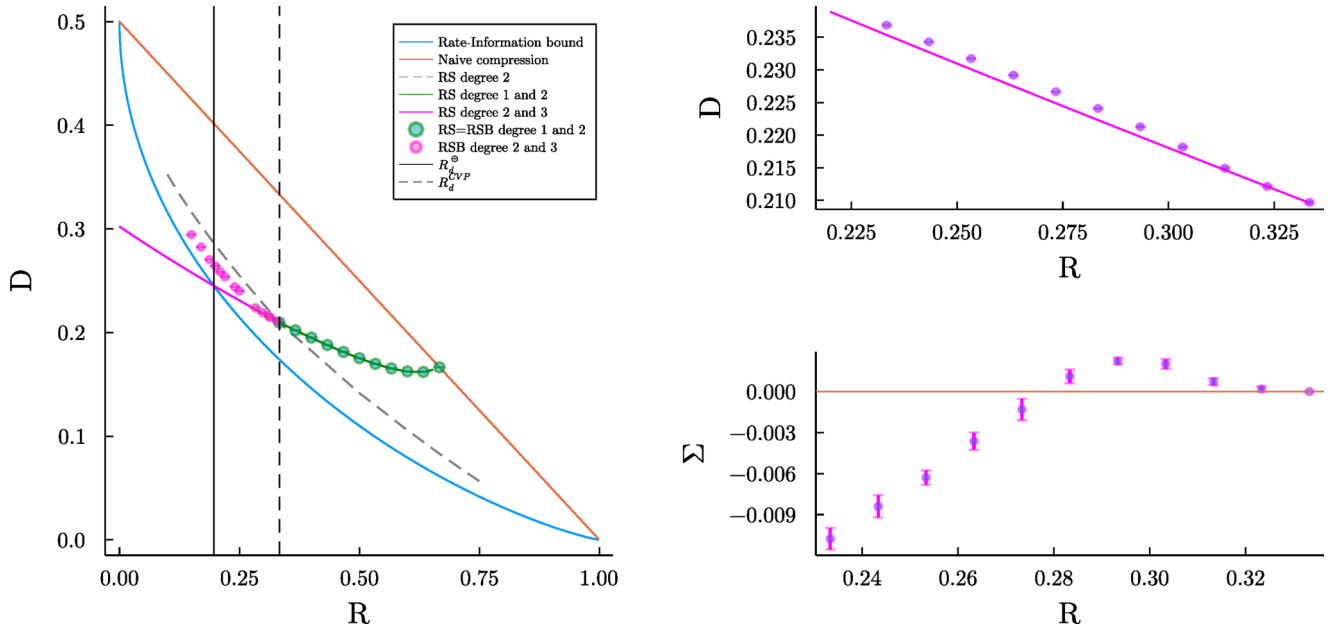 0.5
0.4
0.3
0.2
0.1
0.0
D
0.00 0.25 0.50 0.75 1.00
R
Rate-Information bound
Naive compression
RS degree 2
RS degree 1 and 2
RS degree 2 and 3
RS=RSB degree 1 and 2
RSB degree 2 and 3
R_d^⊕
R_d^{CVP}
0.235
0.230
0.225
0.220
0.215
0.210
D
0.225 0.250 0.275 0.300 0.325
R
0.000
−0.003
−0.006
−0.009
Σ
0.24 0.26 0.28 0.30 0.32
R